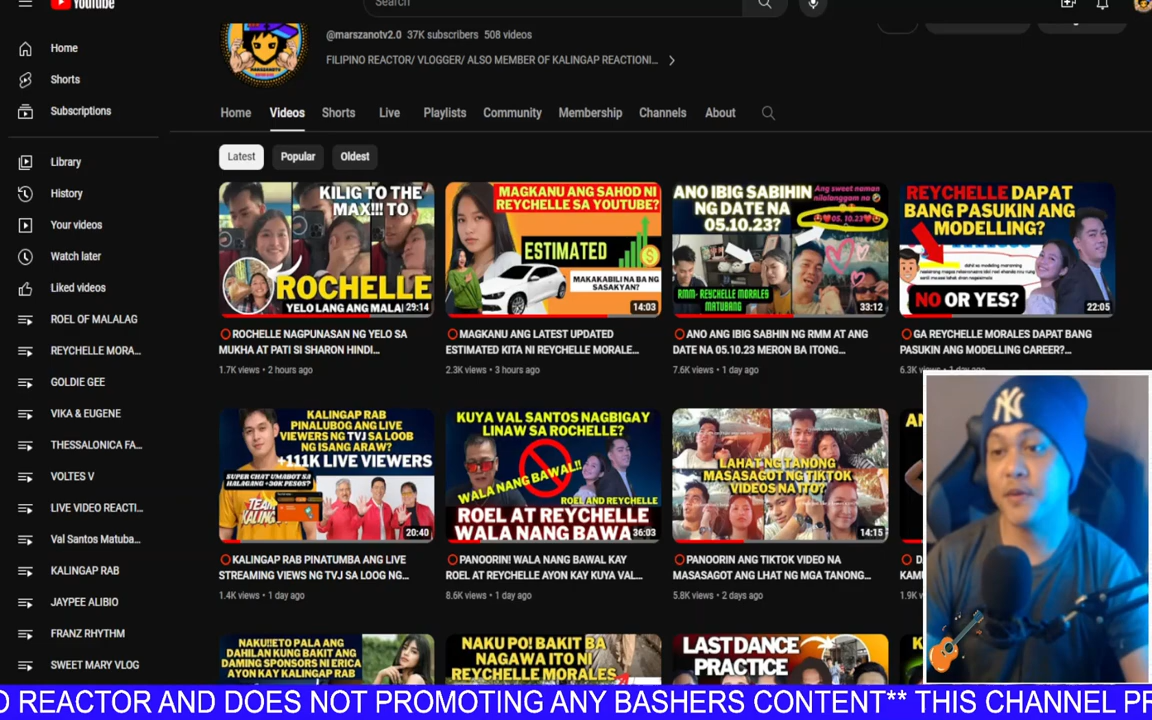 YouTube
Search
@marszanotv2.0 37K subscribers 508 videos
FILIPINO REACTOR/ VLOGGER/ ALSO MEMBER OF KALINGAP REACTIONI...
Home
Shorts
Subscriptions
Library
History
Your videos
Watch later
Liked videos
ROEL OF MALALAG
REYCHELLE MORA...
GOLDIE GEE
VIKA & EUGENE
THESSALONICA FA...
VOLTES V
LIVE VIDEO REACTI...
Val Santos Matuba...
KALINGAP RAB
JAYPEE ALIBIO
FRANZ RHYTHM
SWEET MARY VLOG
Home Videos Shorts Live Playlists Community Membership Channels About
Latest Popular Oldest
KILIG TO THE
MAX!!! TO
ROCHELLE
YELO LANG ANG MALA
29:14
ROCHELLE NAGPUNASAN NG YELO SA
MUKHA AT PATI SI SHARON HINDI...
1.7K views • 2 hours ago
MAGKANU ANG SAHOD NI
REYCHELLE SA YOUTUBE?
ESTIMATED
MAKAKABILI NA BA NG
SASAKYAN?
14:03
MAGKANU ANG LATEST UPDATED
ESTIMATED KITA NI REYCHELLE MORALE...
2.3K views • 3 hours ago
ANO IBIG SABIHIN
NG DATE NA
05.10.23?
Ang sweet naman
nilalanggam na
05.10.23
RMM- REYCHELLE MORALES
MATUBANG
33:12
ANO ANG IBIG SABIHIN NG RMM AT ANG
DATE NA 05.10.23 MERON BA ITONG...
7.6K views • 1 day ago
REYCHELLE DAPAT
BANG PASUKIN ANG
MODELLING?
NO OR YES?
22:05
GA REYCHELLE MORALES DAPAT BANG
PASUKIN ANG MODELLING CAREER?...
6.3K views • 1 day ago
KALINGAP RAB
PINALUBOG ANG LIVE
VIEWERS NG TVJ SA LOOB
NG ISANG ARAW?
+111K LIVE VIEWERS
SUPER CHAT UMABOT SA
HALAGANG +30K PESOS?
TEAM
20:40
KALINGAP RAB PINATUMBA ANG LIVE
STREAMING VIEWS NG TVJ SA LOOG NG...
1.4K views • 1 day ago
KUYA VAL SANTOS NAGBIGAY
LINAW SA ROCHELLE?
WALA NANG BAWAL!!
ROEL AND REYCHELLE
ROEL AT REYCHELLE
WALA NANG BAWA
36:03
PANOORIN! WALA NANG BAWAL KAY
ROEL AT REYCHELLE AYON KAY KUYA VAL...
8.6K views • 1 day ago
LAHAT NG TANONG
MASASAGOT NG TIKTOK
VIDEOS NATTO?
14:15
PANOORIN ANG TIKTOK VIDEO NA
MASASAGOT ANG LHAT NG MGA TANONG...
5.8K views • 2 days ago
KAMU
1.9K
NAKU!!ETO PALA ANG
DAHILAN KUNG BAKIT ANG
DAMING SPONSORS NI ERICA
AYON KAY KALINGAP RAB
NAKU PO! BAKIT BA
NAGAWA ITO NI
REYCHELLE MORALES
LAST DANCE
PRACTICE
NY
O REACTOR AND DOES NOT PROMOTING ANY BASHERS CONTENT** THIS CHANNEL PR